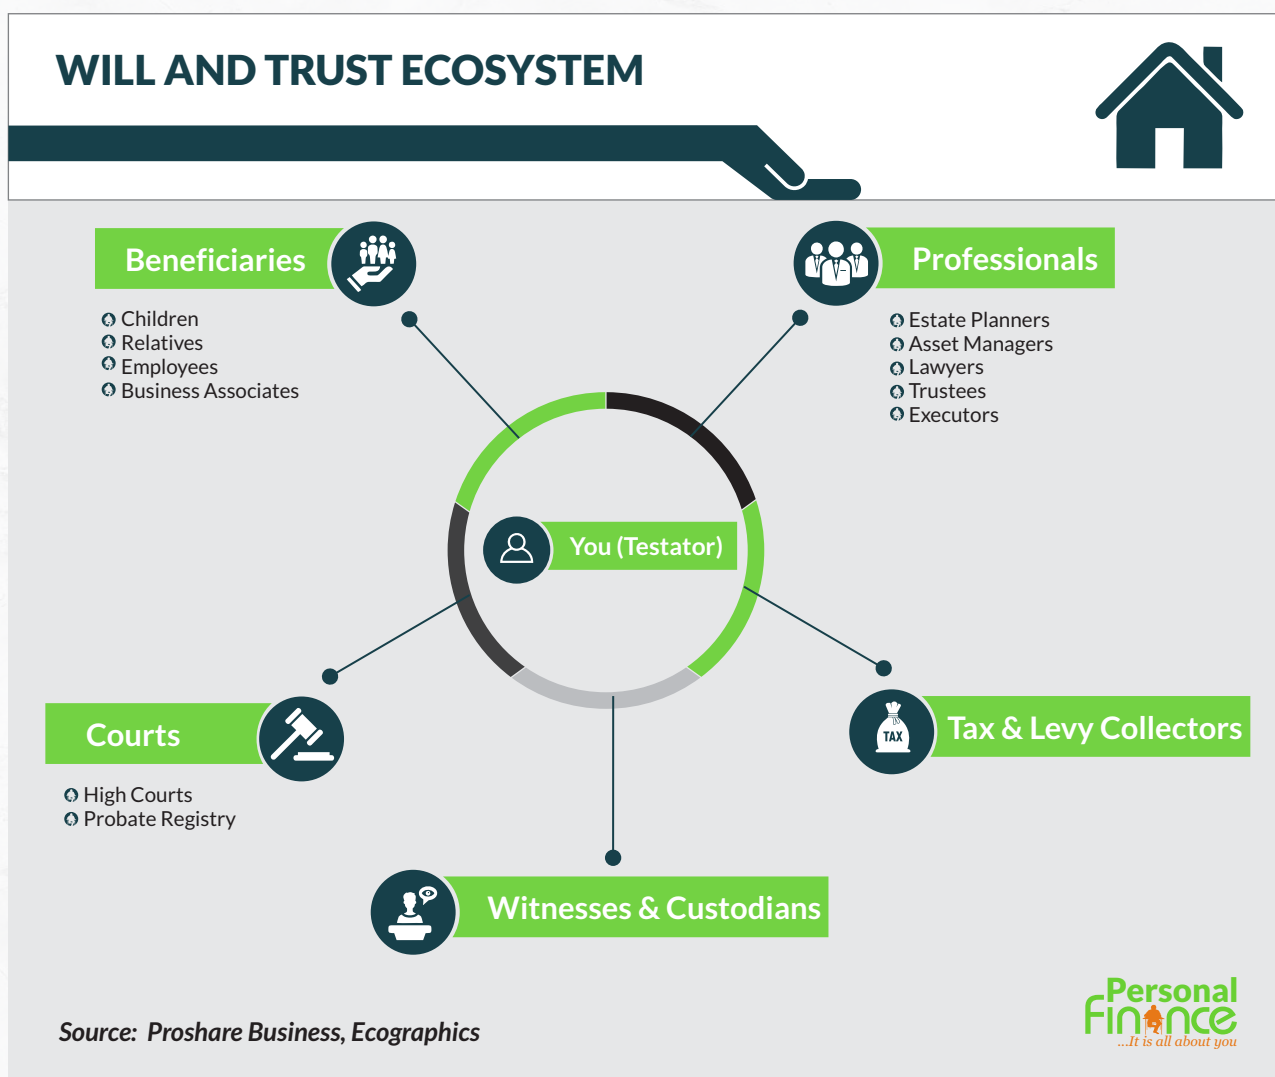 WILL AND TRUST ECOSYSTEM
Beneficiaries
Children
Relatives
Employees
Business Associates
Professionals
Estate Planners
Asset Managers
Lawyers
Trustees
Executors
You (Testator)
Courts
High Courts
Probate Registry
TAX
Tax & Levy Collectors
Witnesses & Custodians
Source: Proshare Business, Ecographics
Personal
Finance
...It is all about you